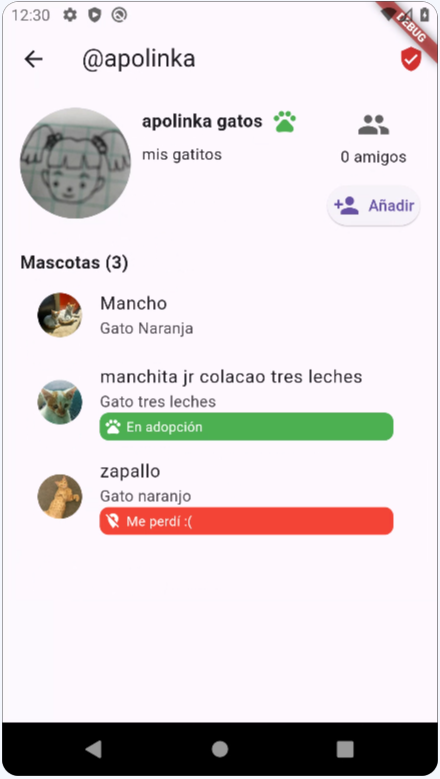 12:30
DEBUG
@apolinka
apolinka gatos
mis gatitos
0 amigos
Añadir
Mascotas (3)
Mancho
Gato Naranja
manchita jr colacao tres leches
Gato tres leches
En adopción
zapallo
Gato naranjo
Me perdí :(